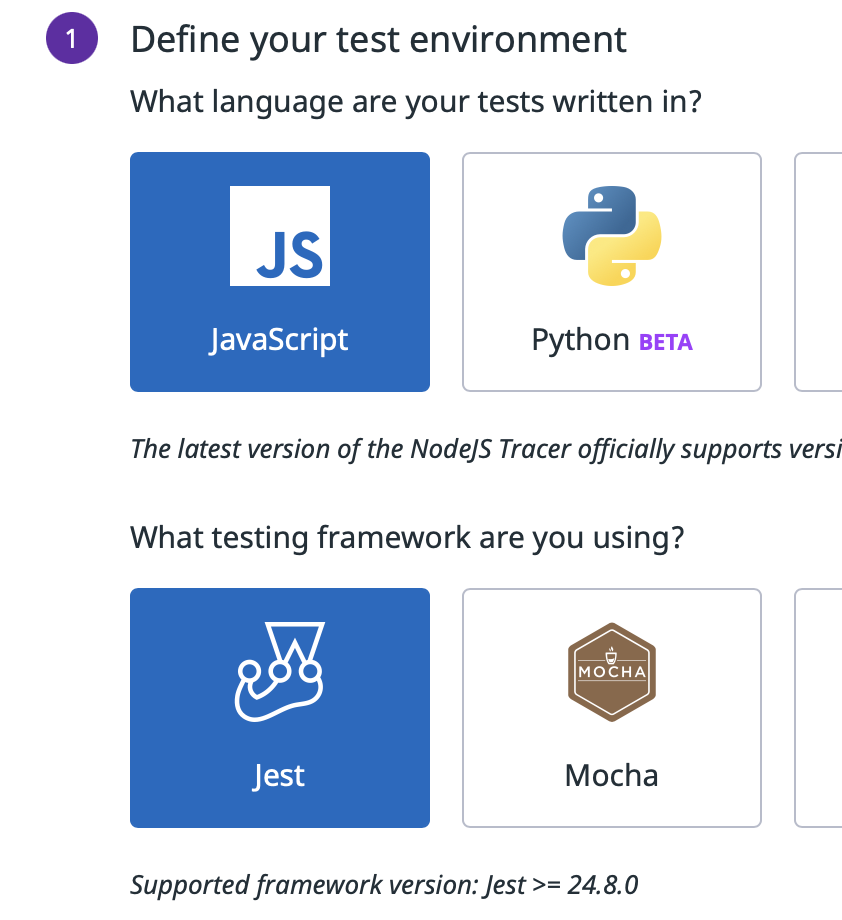 1
Define your test environment
What language are your tests written in?
JS
JavaScript
Python BETA
The latest version of the NodeJS Tracer officially supports versi
What testing framework are you using?
MOCHA
Jest
Mocha
Supported framework version: Jest >= 24.8.0